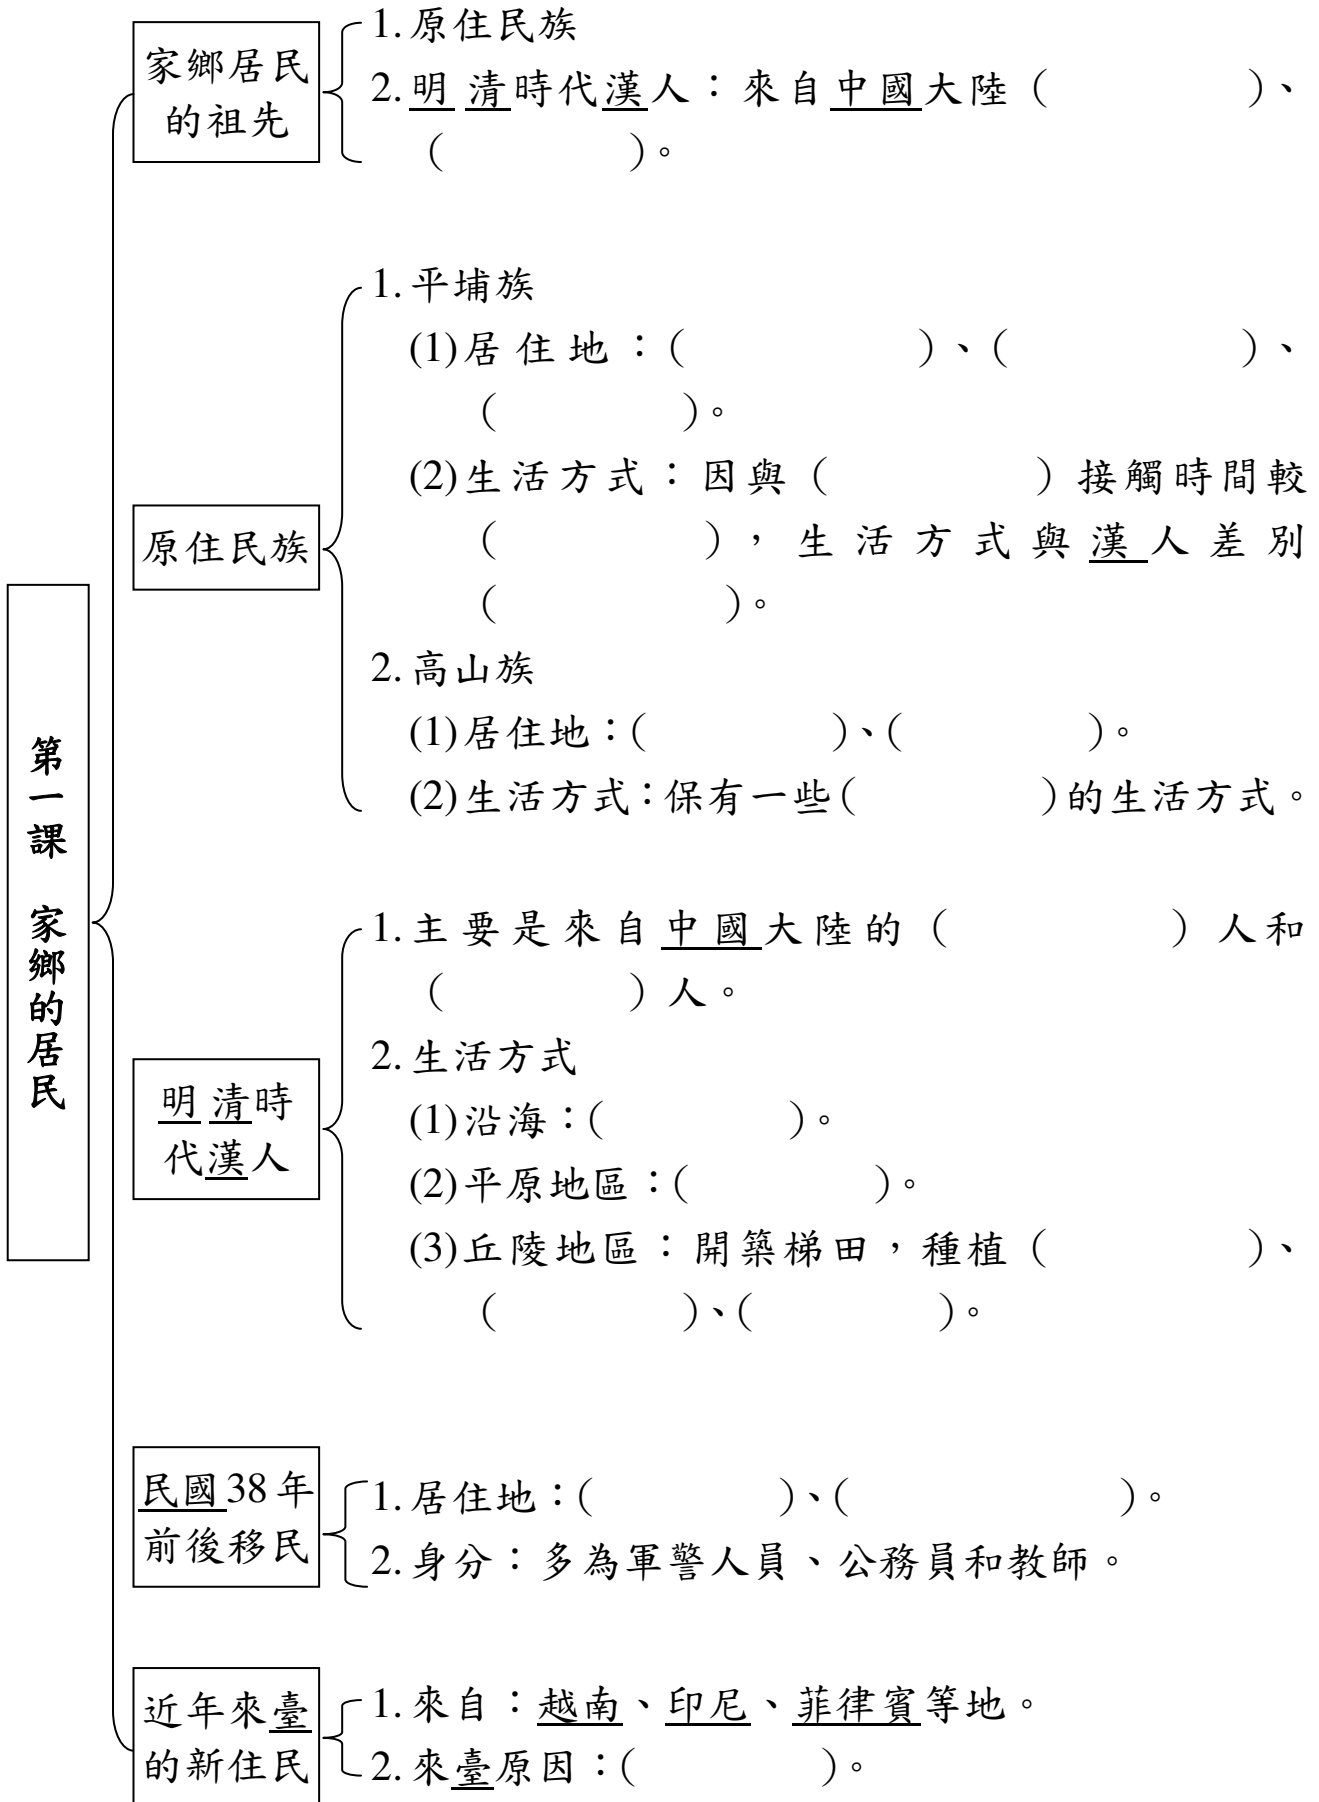 第一課 家鄉的居民
家鄉居民
的祖先
1.原住民族
2.明清時代漢人：來自中國大陸（　　　　）、
（　　　　）。
原住民族
1.平埔族
(1)居住地：（　　　　）、（　　　　）、
（　　　　）。
(2)生活方式：因與（　　　　）接觸時間較
（　　　　），生活方式與漢人差別
（　　　　）。
2.高山族
(1)居住地：（　　　　）、（　　　　）。
(2)生活方式：保有一些（　　　　）的生活方式。
明清時
代漢人
1.主要是來自中國大陸的（　　　　）人和
（　　　　）人。
2.生活方式
(1)沿海：（　　　　）。
(2)平原地區：（　　　　）。
(3)丘陵地區：開築梯田，種植（　　　　）、
（　　　　）、（　　　　）。
民國38年
前後移民
1.居住地：（　　　　）、（　　　　　　）。
2.身分：多為軍警人員、公務員和教師。
近年來臺
的新住民
1.來自：越南、印尼、菲律賓等地。
2.來臺原因：（　　　　）。